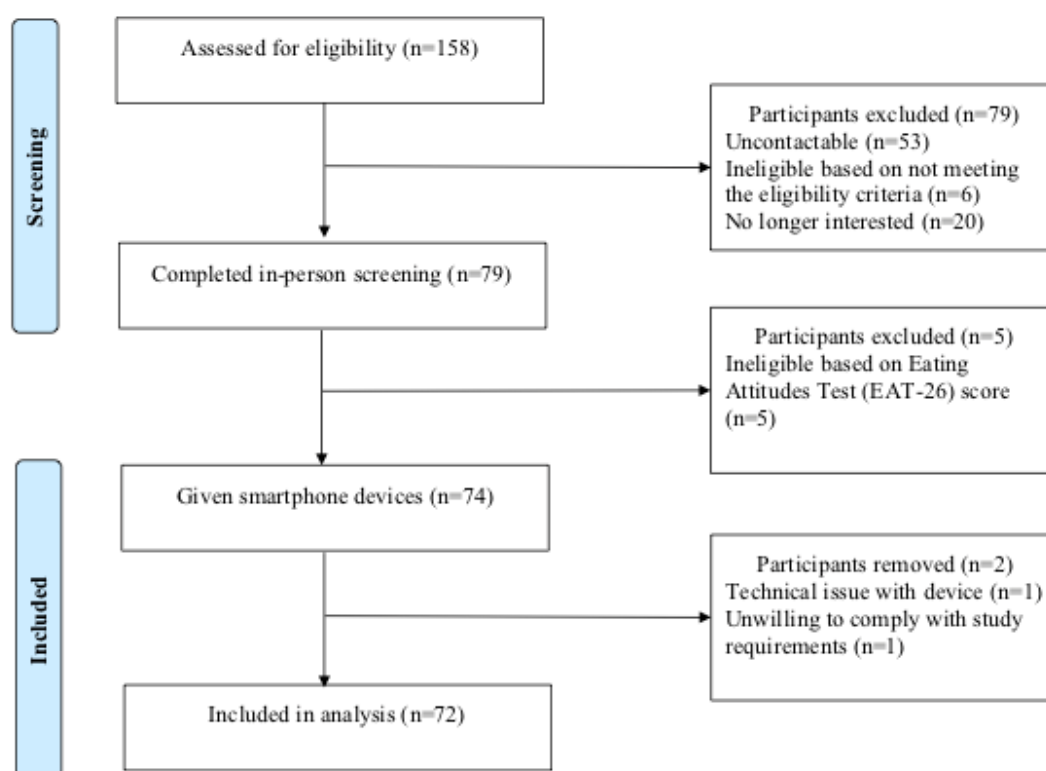 Screening
Assessed for eligibility (n=158)
Participants excluded (n=79)
Uncontactable (n=53)
Ineligible based on not meeting
the eligibility criteria (n=6)
No longer interested (n=20)
Completed in-person screening (n=79)
Participants excluded (n=5)
Ineligible based on Eating
Attitudes Test (EAT-26) score
(n=5)
Included
Given smartphone devices (n=74)
Participants removed (n=2)
Technical issue with device (n=1)
Unwilling to comply with study
requirements (n=1)
Included in analysis (n=72)